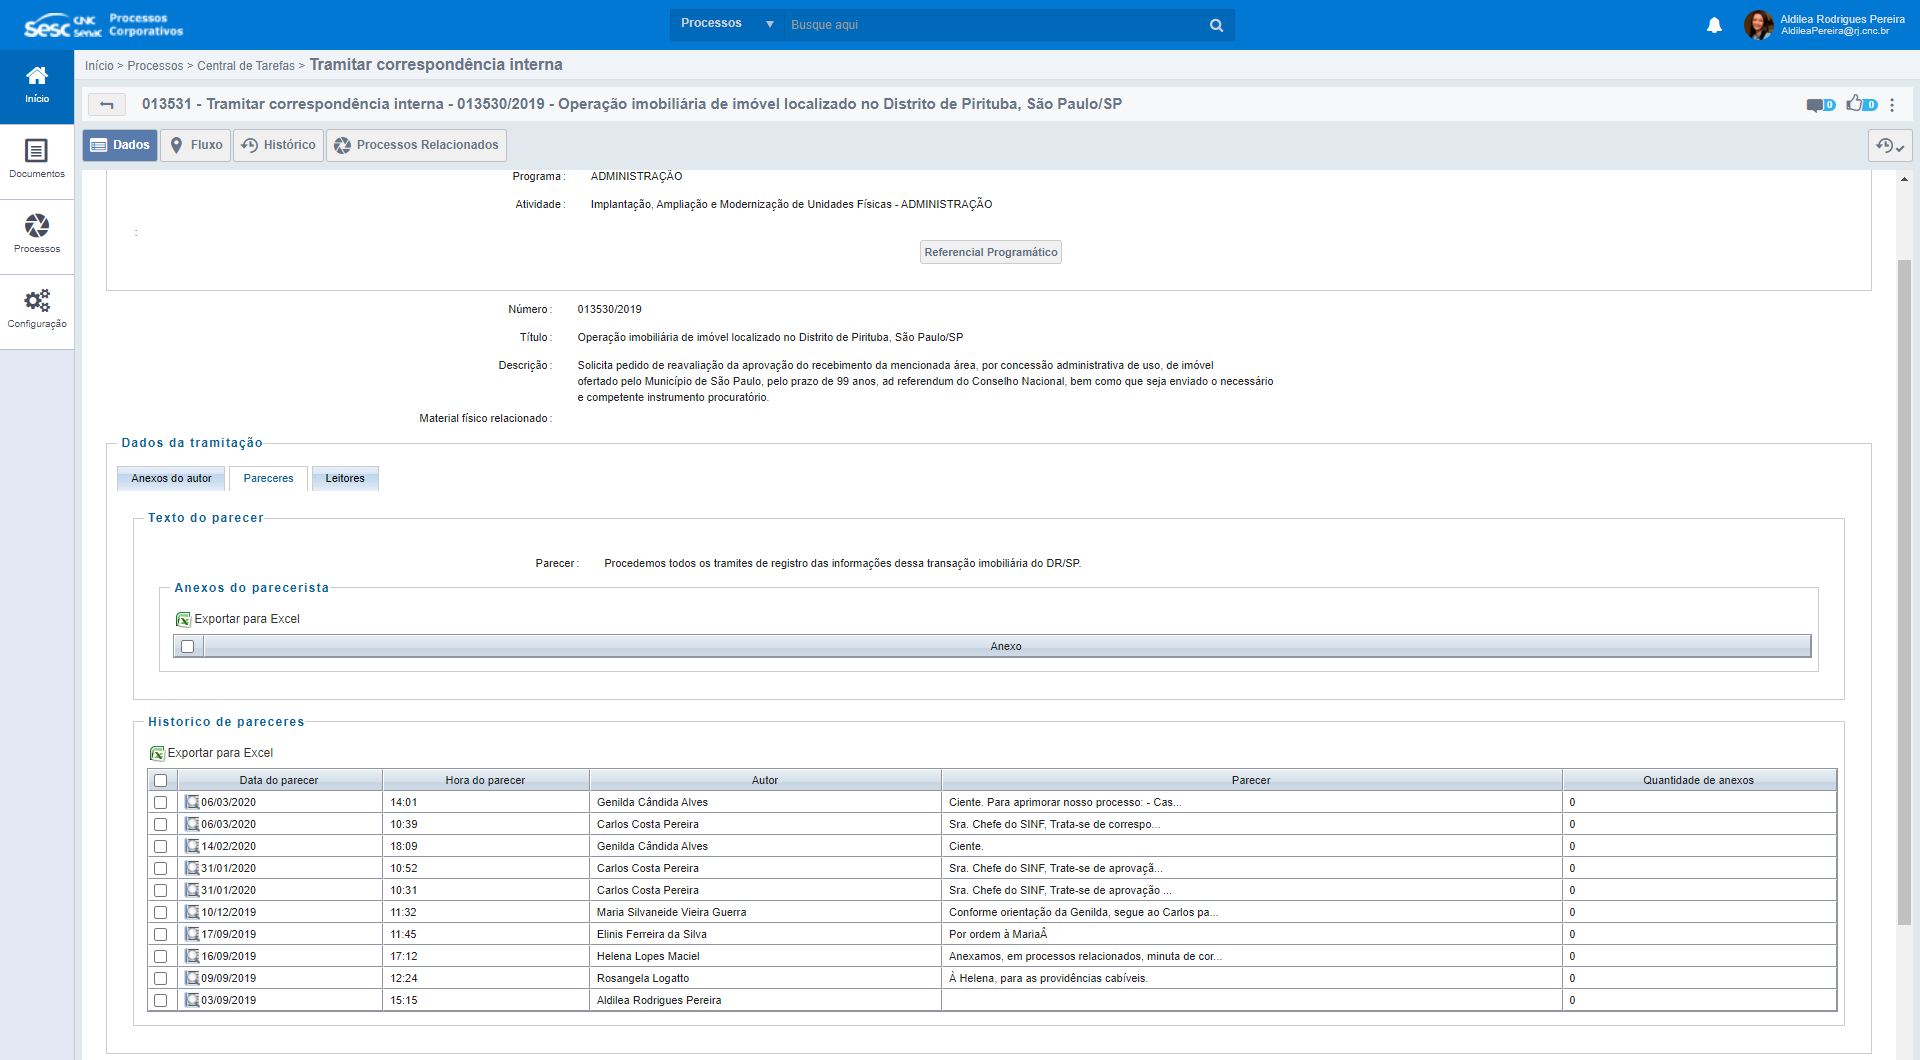 Sesc CNC Senac Processos Corporativos
Processos Busque aqui
Aldilea Rodrigues Pereira
AldileaPereira@rj.cnc.br
Início > Processos > Central de Tarefas > Tramitar correspondência interna
Início
Documentos
Processos
Configuração
013531 - Tramitar correspondência interna - 013530/2019 - Operação imobiliária de imóvel localizado no Distrito de Pirituba, São Paulo/SP
0 0
Dados Fluxo Histórico Processos Relacionados
Programa : ADMINISTRAÇÃO
Atividade : Implantação, Ampliação e Modernização de Unidades Físicas - ADMINISTRAÇÃO
:
Referencial Programático
Número : 013530/2019
Título : Operação imobiliária de imóvel localizado no Distrito de Pirituba, São Paulo/SP
Descrição : Solicita pedido de reavaliação da aprovação do recebimento da mencionada área, por concessão administrativa de uso, de imóvel
ofertado pelo Município de São Paulo, pelo prazo de 99 anos, ad referendum do Conselho Nacional, bem como que seja enviado o necessário
e competente instrumento procuratório.
Material físico relacionado :
Dados da tramitação
Anexos do autor Pareceres Leitores
Texto do parecer
Parecer : Procedemos todos os tramites de registro das informações dessa transação imobiliária do DR/SP.
Anexos do parecerista
Exportar para Excel
Anexo
Historico de pareceres
Exportar para Excel
Data do parecer Hora do parecer Autor Parecer Quantidade de anexos
06/03/2020 14:01 Genilda Cândida Alves Ciente. Para aprimorar nosso processo: - Cas... 0
06/03/2020 10:39 Carlos Costa Pereira Sra. Chefe do SINF, Trata-se de correspo... 0
14/02/2020 18:09 Genilda Cândida Alves Ciente. 0
31/01/2020 10:52 Carlos Costa Pereira Sra. Chefe do SINF, Trate-se de aprovaçã... 0
31/01/2020 10:31 Carlos Costa Pereira Sra. Chefe do SINF, Trate-se de aprovação ... 0
10/12/2019 11:32 Maria Silvaneide Vieira Guerra Conforme orientação da Genilda, segue ao Carlos pa... 0
17/09/2019 11:45 Elinis Ferreira da Silva Por ordem à MariaÂ 0
16/09/2019 17:12 Helena Lopes Maciel Anexamos, em processos relacionados, minuta de cor... 0
09/09/2019 12:24 Rosangela Logatto À Helena, para as providências cabíveis. 0
03/09/2019 15:15 Aldilea Rodrigues Pereira 0